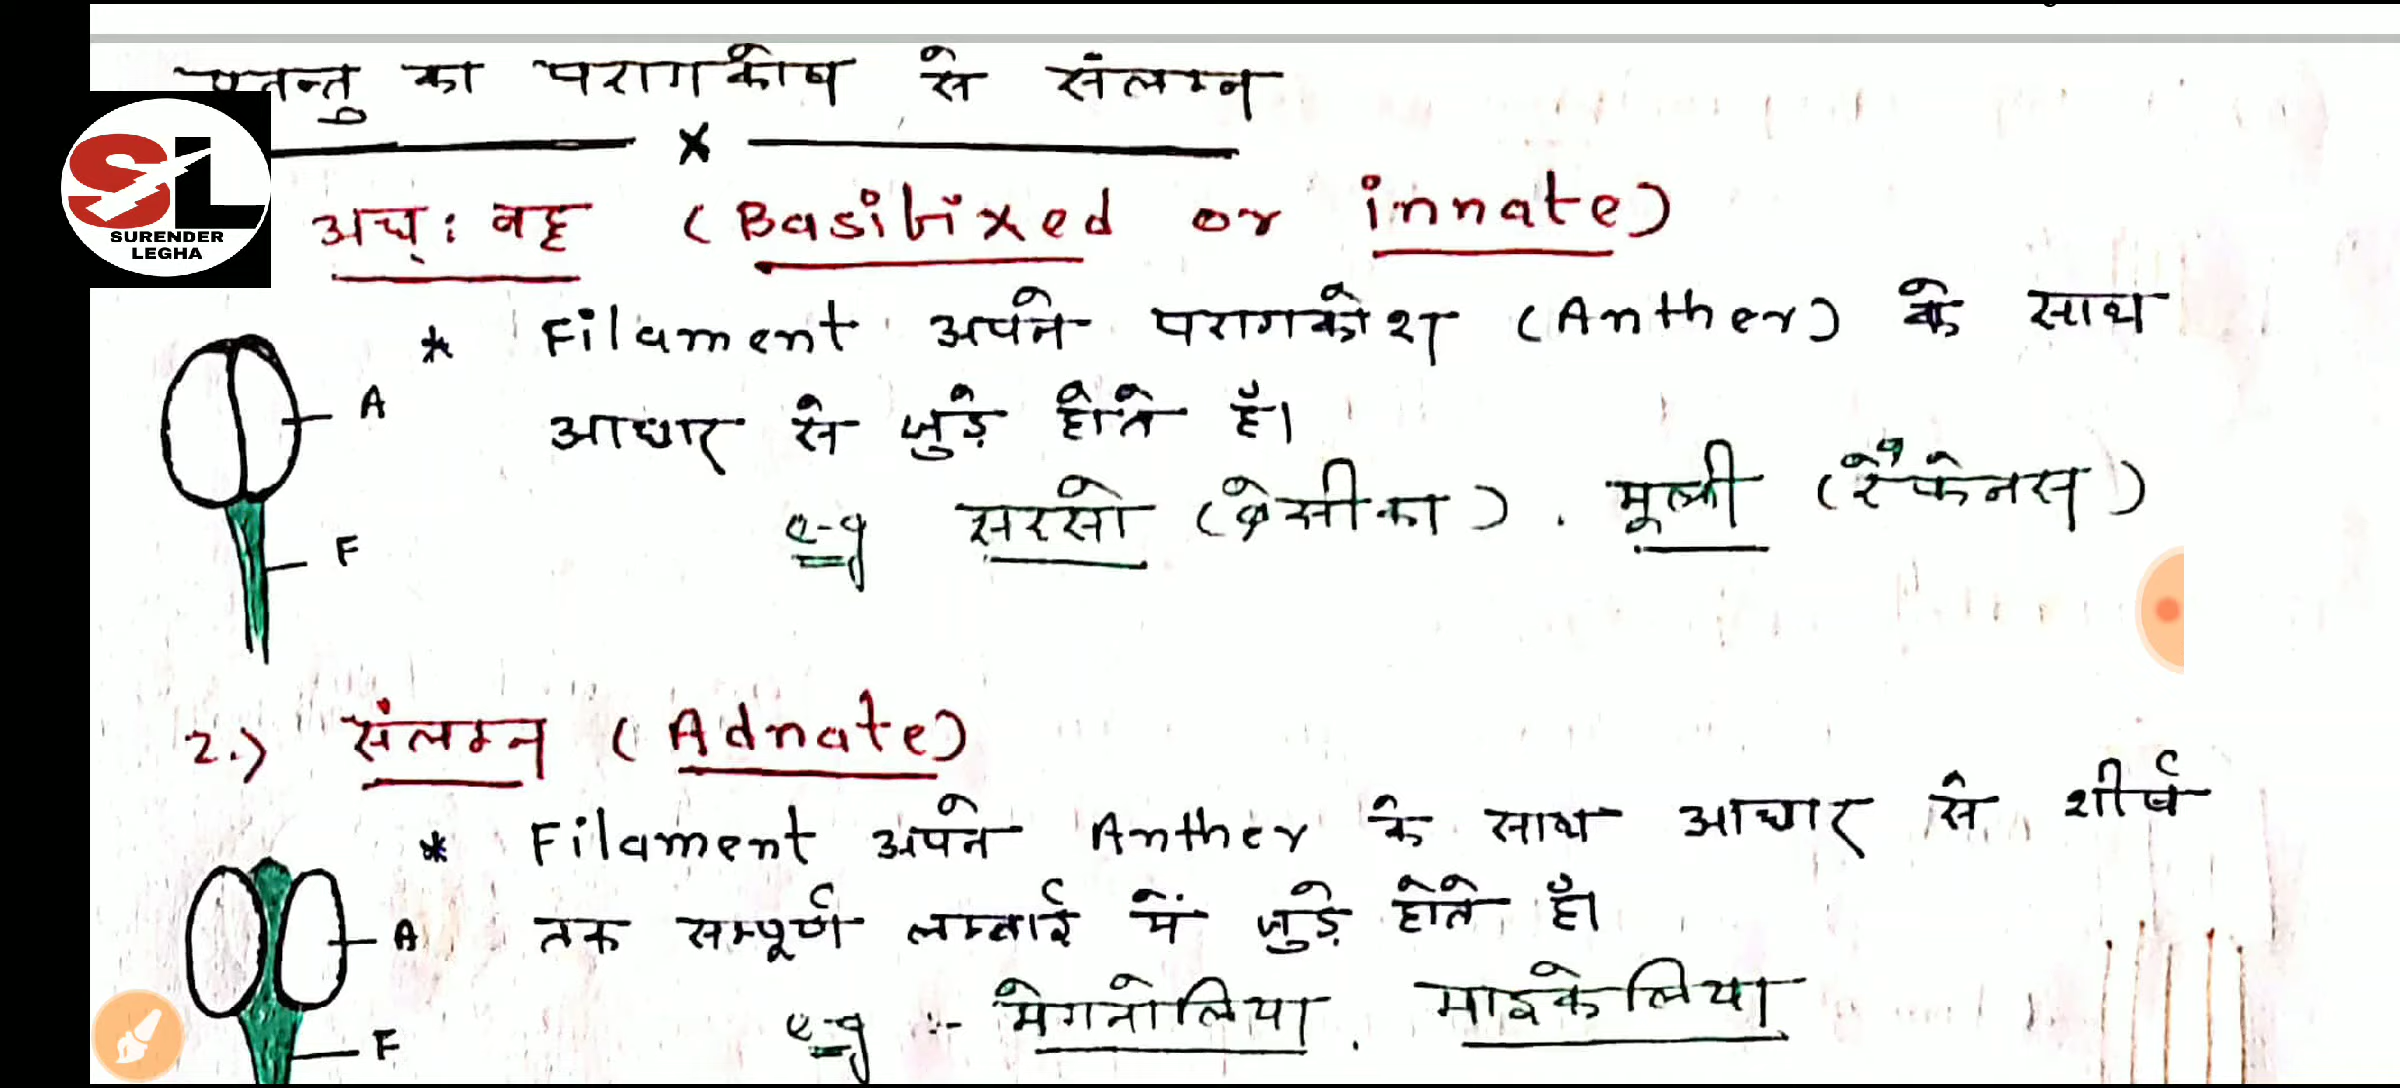 का परागकोष से संलग्न
x
SL
SURENDER
LEGHA
अध: बद्ध (Basifixed or innate)
* Filament अपने परागकोश (Anther) के साथ
A
आधार से जुड़े होते हैं।
e-g सरसो (ब्रेसीका). मूली (रैफेनस)
F
2.) संलग्न (Adnate)
* Filament अपने Anther के साथ आधार से शीर्ष
A तक सम्पूर्ण लम्बाई में जुड़े होते हैं।
e-g :- मेगनोलिया. माइकेलिया
F